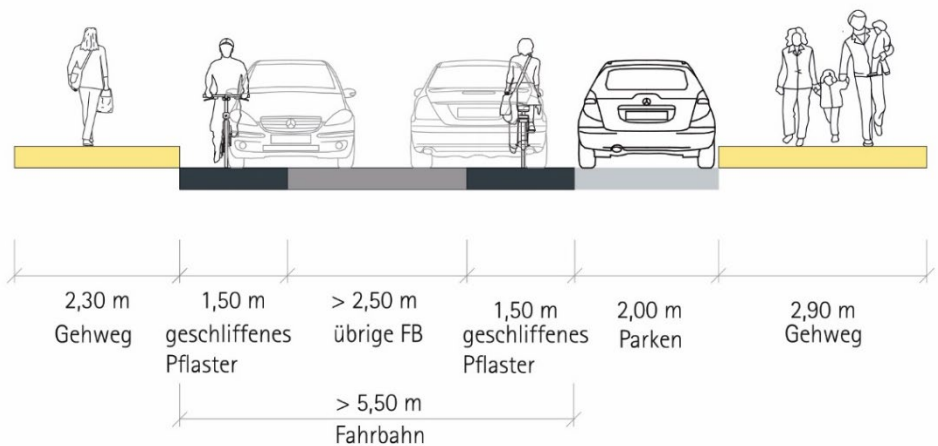 2,30 m
Gehweg
1,50 m
geschliffenes
Pflaster
> 2,50 m
übrige FB
1,50 m
geschliffenes
Pflaster
2,00 m
Parken
2,90 m
Gehweg
> 5,50 m
Fahrbahn